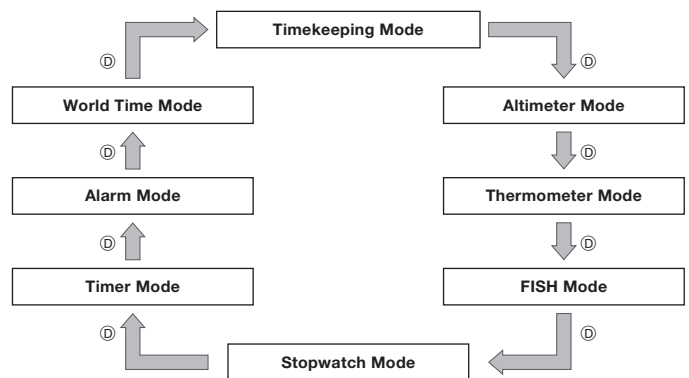 Timekeeping Mode
Ⓓ Ⓓ
World Time Mode Altimeter Mode
Ⓓ Ⓓ
Alarm Mode Thermometer Mode
Ⓓ Ⓓ
Timer Mode FISH Mode
Ⓓ Ⓓ
Stopwatch Mode